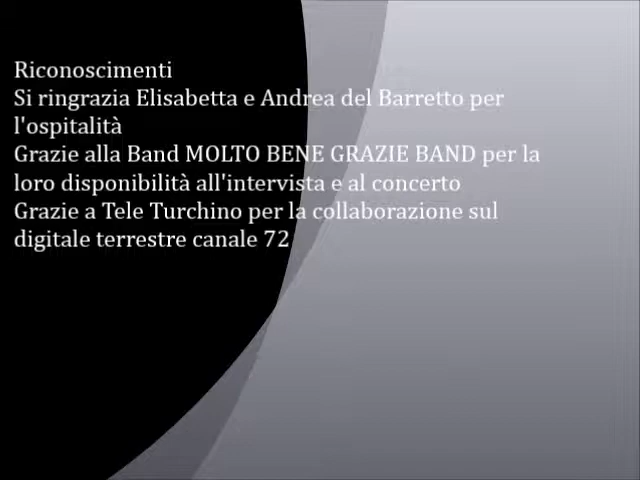 Riconoscimenti
Si ringrazia Elisabetta e Andrea del Barretto per
l'ospitalità
Grazie alla Band MOLTO BENE GRAZIE BAND per la
loro disponibilità all'intervista e al concerto
Grazie a Tele Turchino per la collaborazione sul
digitale terrestre canale 72